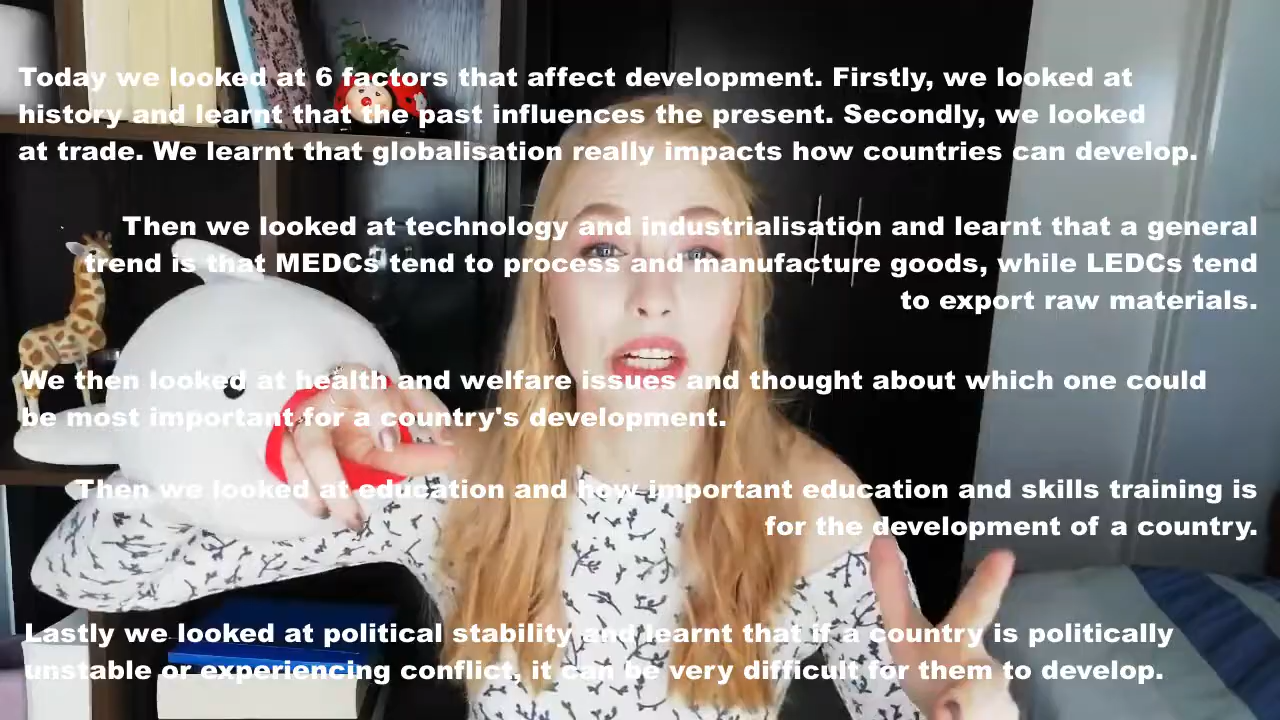 Today we looked at 6 factors that affect development. Firstly, we looked at
history and learnt that the past influences the present. Secondly, we looked
at trade. We learnt that globalisation really impacts how countries can develop.
Then we looked at technology and industrialisation and learnt that a general
trend is that MEDCs tend to process and manufacture goods, while LEDCs tend
to export raw materials.
We then looked at health and welfare issues and thought about which one could
be most important for a country's development.
Then we looked at education and how important education and skills training is
for the development of a country.
Lastly we looked at political stability and learnt that if a country is politically
unstable or experiencing conflict, it can be very difficult for them to develop.